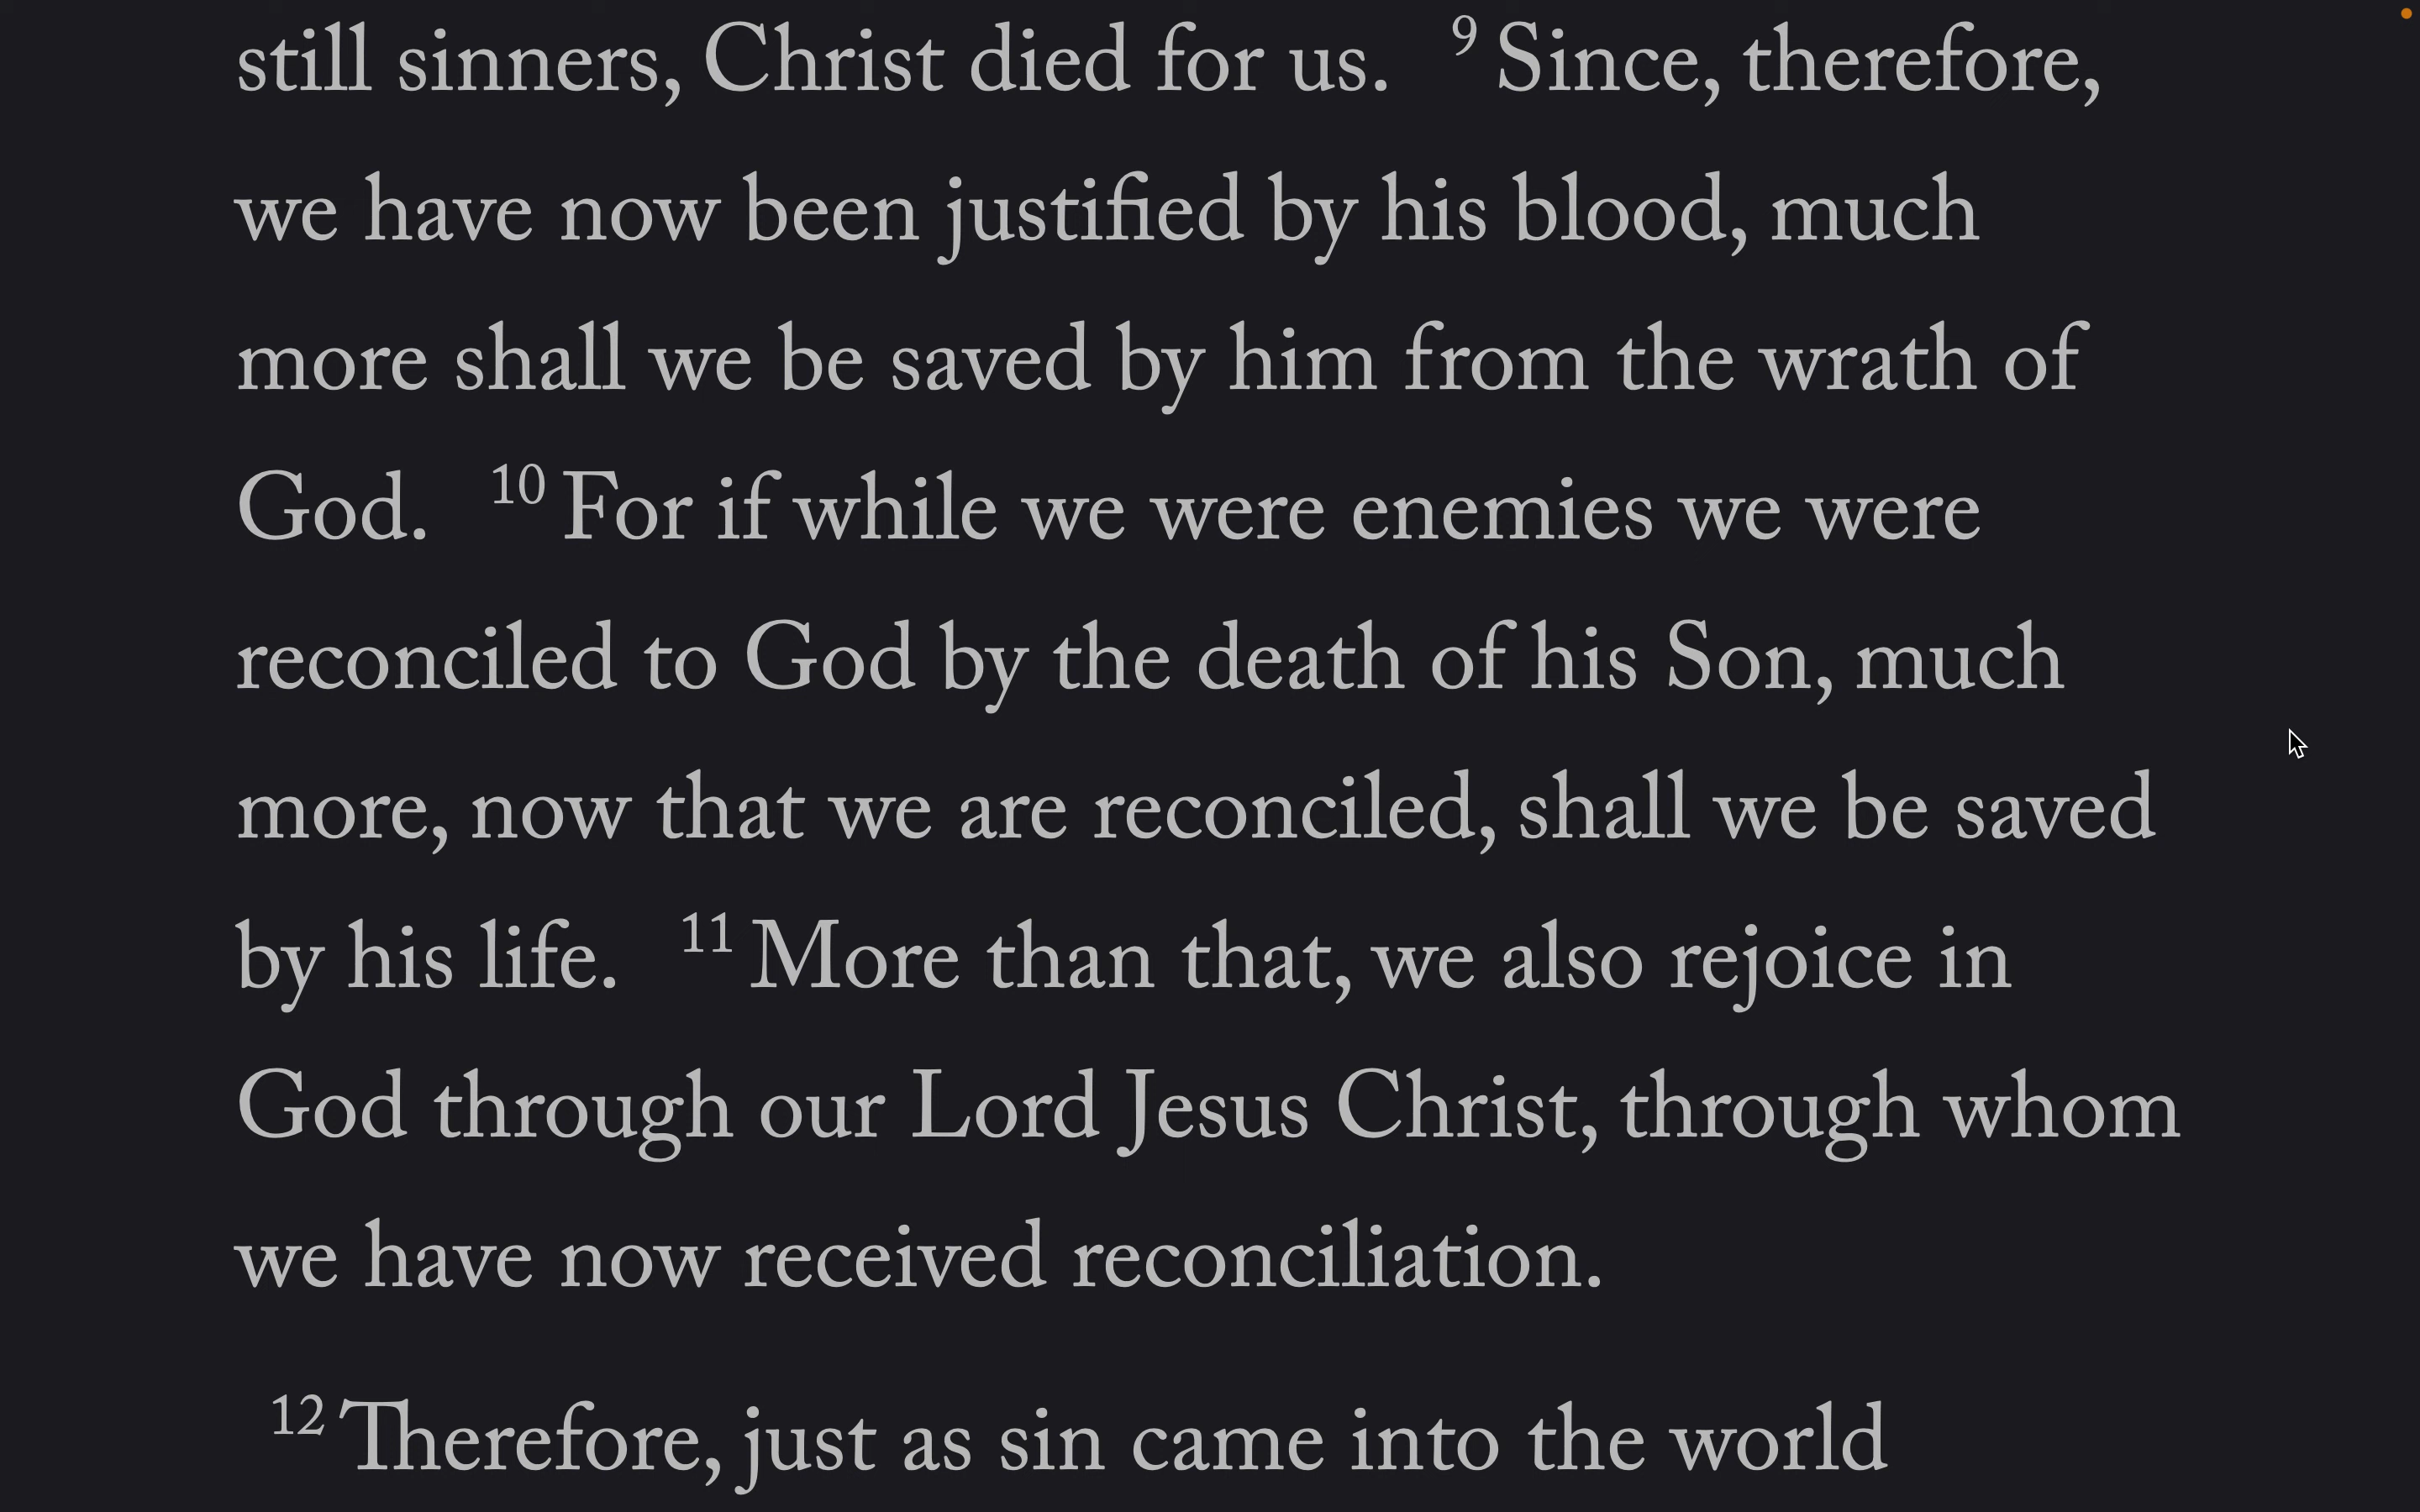 still sinners, Christ died for us. 9 Since, therefore,
we have now been justified by his blood, much
more shall we be saved by him from the wrath of
God. 10 For if while we were enemies we were
reconciled to God by the death of his Son, much
more, now that we are reconciled, shall we be saved
by his life. 11 More than that, we also rejoice in
God through our Lord Jesus Christ, through whom
we have now received reconciliation.
12 Therefore, just as sin came into the world